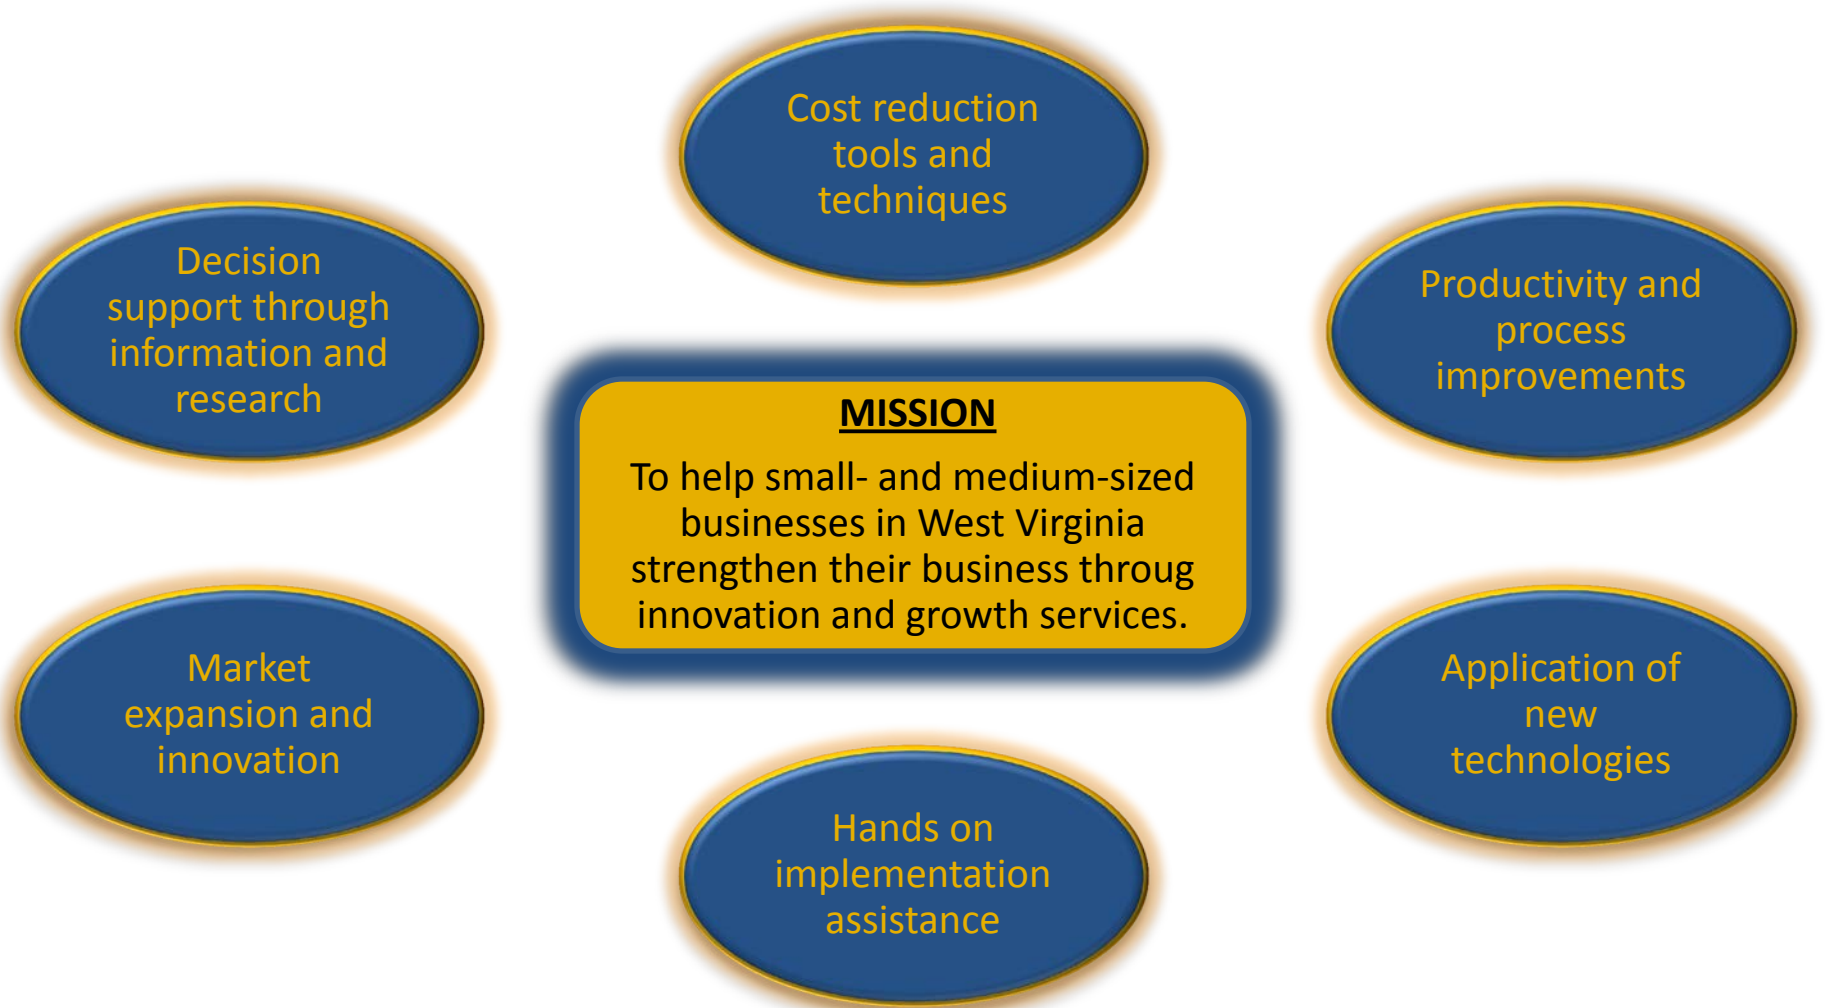 Cost reduction
tools and
techniques
Decision
support through
information and
research
Productivity and
process
improvements
MISSION
To help small- and medium-sized
businesses in West Virginia
strengthen their business throug
innovation and growth services.
Market
expansion and
innovation
Application of
new
technologies
Hands on
implementation
assistance